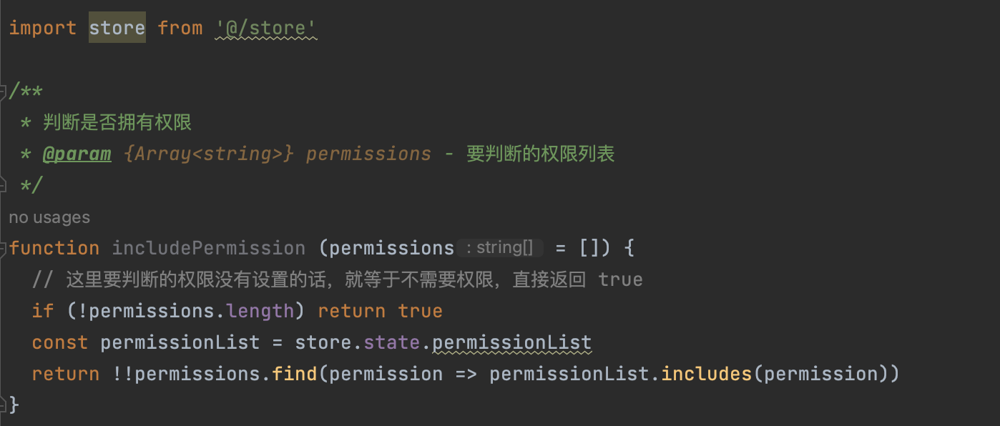 import store from '@/store'
/**
 * 判断是否拥有权限
 * @param {Array<string>} permissions - 要判断的权限列表
 */
no usages
function includePermission (permissions : string[] = []) {
  // 这里要判断的权限没有设置的话，就等于不需要权限，直接返回 true
  if (!permissions.length) return true
  const permissionList = store.state.permissionList
  return !!permissions.find(permission => permissionList.includes(permission))
}